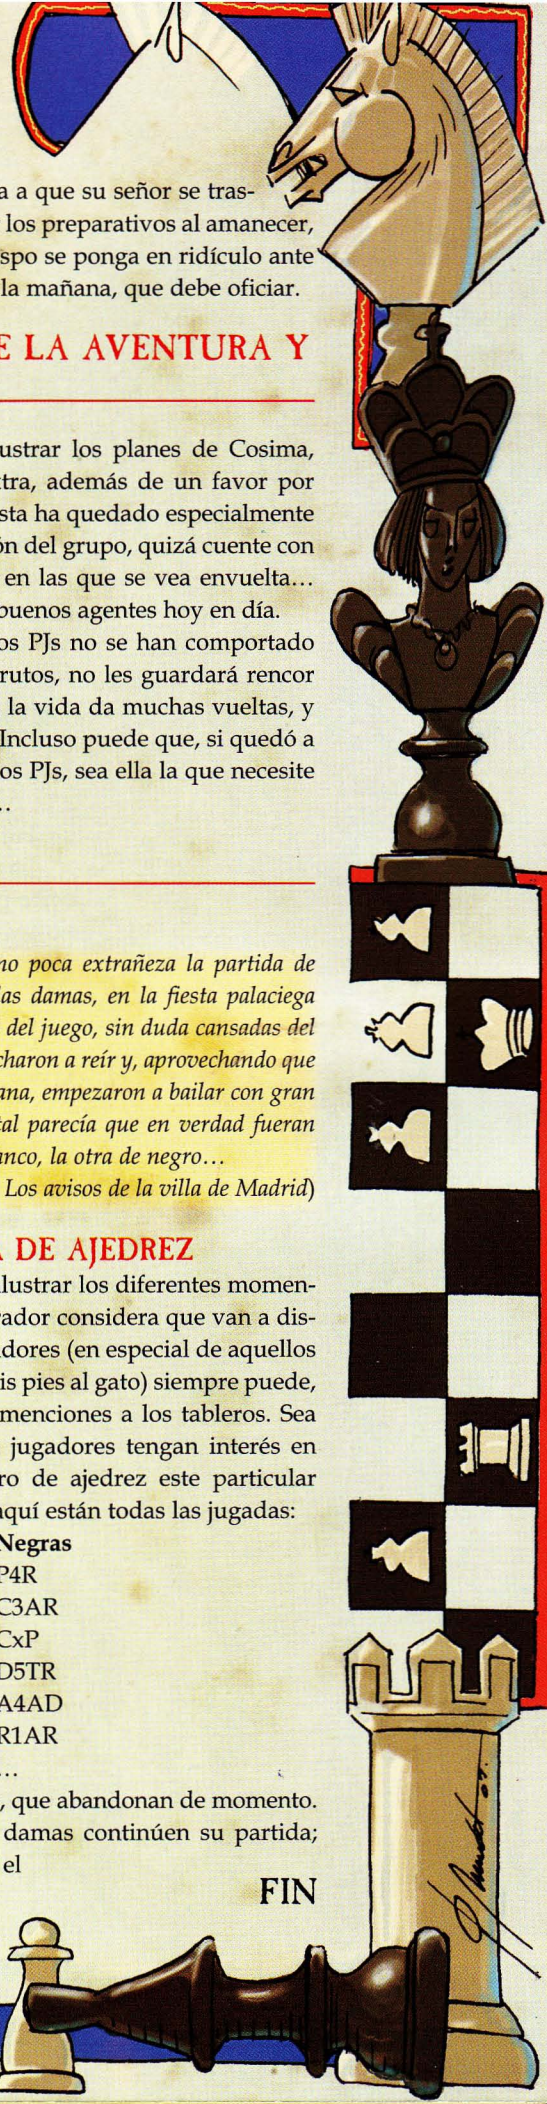 a a que su señor se tras-
los preparativos al amanecer,
spo se ponga en ridículo ante
la mañana, que debe oficiar.
E LA AVENTURA Y
ustrar los planes de Cosima,
tra, además de un favor por
sta ha quedado especialmente
ón del grupo, quizá cuente con
en las que se vea envuelta…
buenos agentes hoy en día.
os PJs no se han comportado
rutos, no les guardará rencor
la vida da muchas vueltas, y
Incluso puede que, si quedó a
os PJs, sea ella la que necesite
…
no poca extrañeza la partida de
las damas, en la fiesta palaciega
del juego, sin duda cansadas del
charon a reír y, aprovechando que
ana, empezaron a bailar con gran
tal parecía que en verdad fueran
anco, la otra de negro…
Los avisos de la villa de Madrid)
A DE AJEDREZ
ilustrar los diferentes momen-
rador considera que van a dis-
adores (en especial de aquellos
is pies al gato) siempre puede,
menciones a los tableros. Sea
jugadores tengan interés en
ro de ajedrez este particular
aquí están todas las jugadas:
Negras
P4R
C3AR
CxP
D5TR
A4AD
R1AR
…
, que abandonan de momento.
damas continúen su partida;
el
FIN